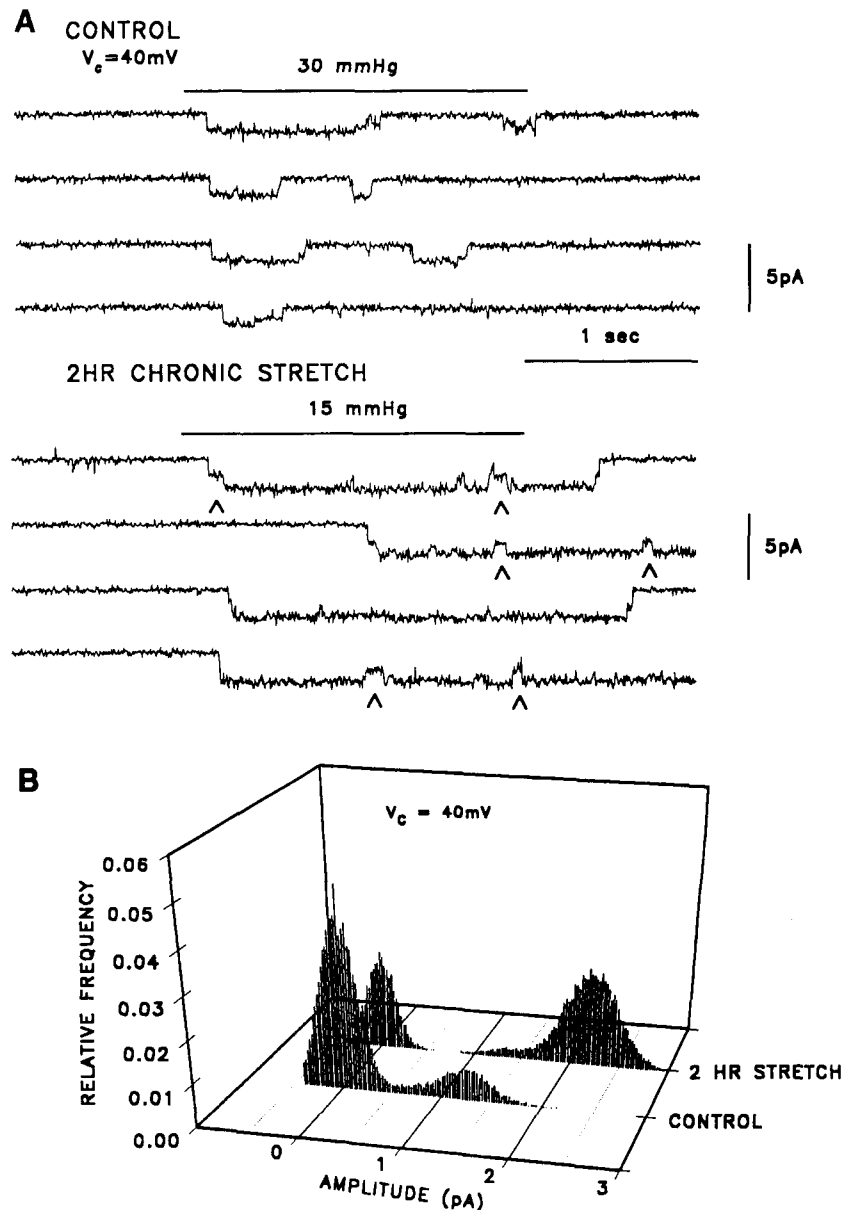 A
CONTROL
Vc=40mV
30 mmHg
5pA
1 sec
2HR CHRONIC STRETCH
15 mmHg
^ ^
5pA
^ ^
^ ^
B
Vc = 40mV
0.06
0.05
0.04
0.03
0.02
0.01
0.00
RELATIVE FREQUENCY
2 HR STRETCH
CONTROL
0
1
2
3
AMPLITUDE (pA)